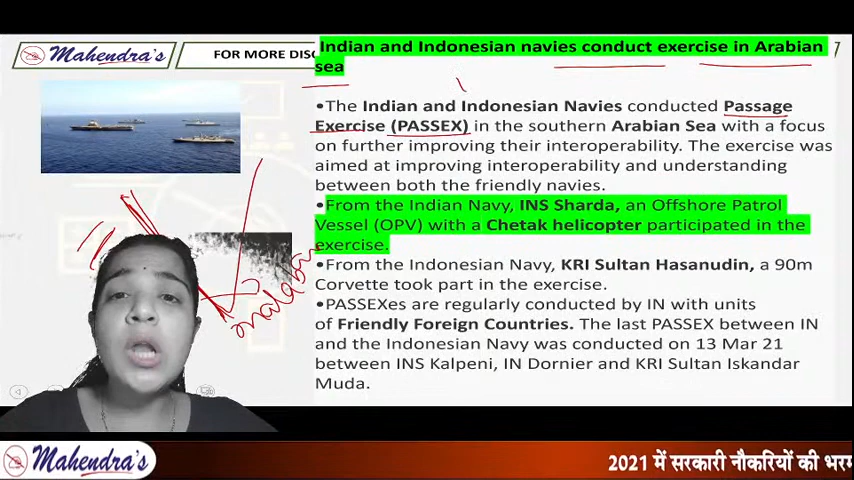 Mahendra's
FOR MORE DISC
Indian and Indonesian navies conduct exercise in Arabian
sea
•The Indian and Indonesian Navies conducted Passage
Exercise (PASSEX) in the southern Arabian Sea with a focus
on further improving their interoperability. The exercise was
aimed at improving interoperability and understanding
between both the friendly navies.
•From the Indian Navy, INS Sharda, an Offshore Patrol
Vessel (OPV) with a Chetak helicopter participated in the
exercise.
•From the Indonesian Navy, KRI Sultan Hasanudin, a 90m
Corvette took part in the exercise.
•PASSEXes are regularly conducted by IN with units
of Friendly Foreign Countries. The last PASSEX between IN
and the Indonesian Navy was conducted on 13 Mar 21
between INS Kalpeni, IN Dornier and KRI Sultan Iskandar
Muda.
Mahendra's
2021 में सरकारी नौकरियों की भरम